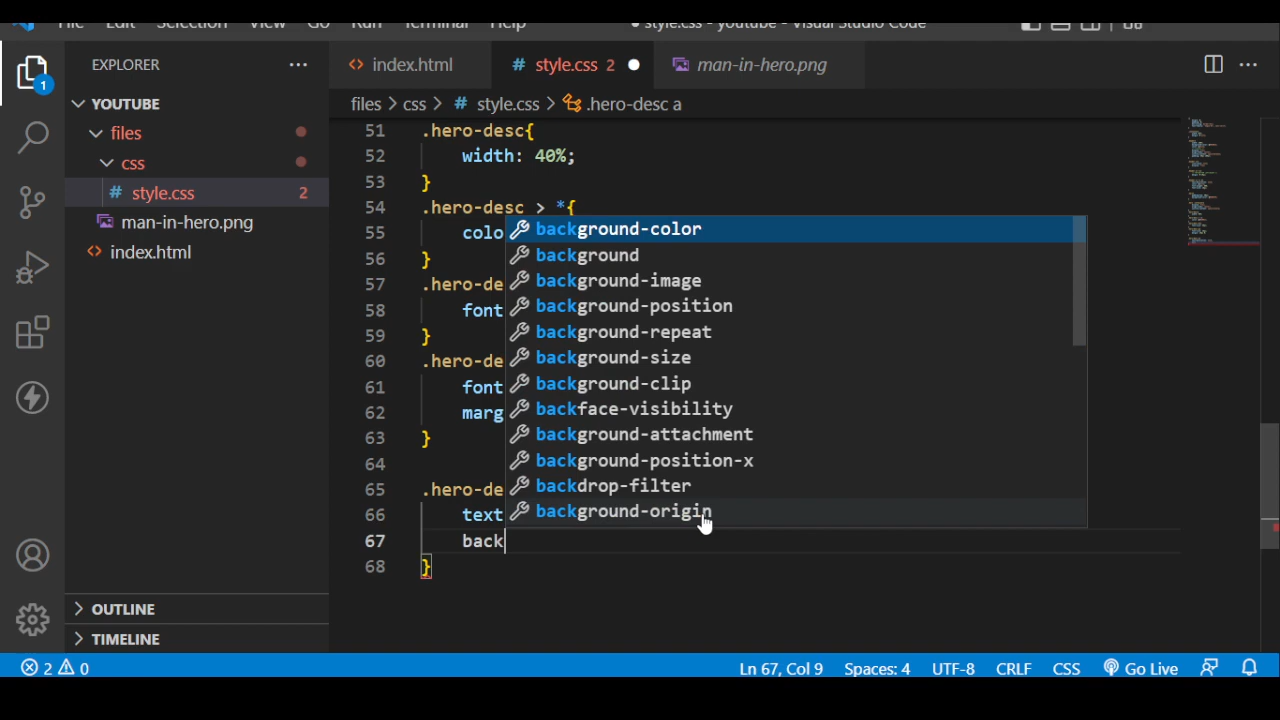 File Edit Selection View Go Run Terminal Help style.css - youtube - Visual Studio Code
EXPLORER
index.html
# style.css 2
man-in-hero.png
YOUTUBE
files > css > # style.css > .hero-desc a
files
css
# style.css 2
man-in-hero.png
index.html
1
51 .hero-desc{
52 width: 40%;
53 }
54 .hero-desc > *{
55 colo
56 }
57 .hero-de
58 font
59 }
60 .hero-de
61 font
62 marg
63 }
64
65 .hero-de
66 text
67 back
68 }
background-color
background
background-image
background-position
background-repeat
background-size
background-clip
backface-visibility
background-attachment
background-position-x
backdrop-filter
background-origin
OUTLINE
TIMELINE
2 0 Ln 67, Col 9 Spaces: 4 UTF-8 CRLF CSS Go Live